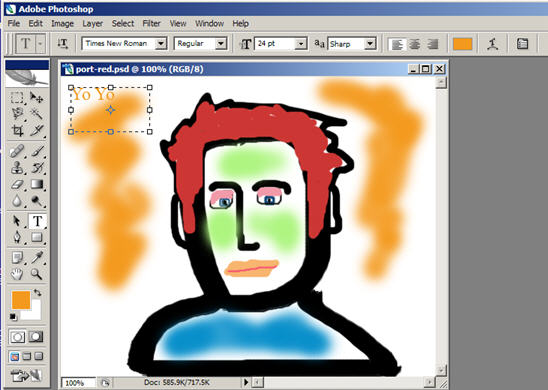 Adobe Photoshop
File Edit Image Layer Select Filter View Window Help
T T Times New Roman Regular T 24 pt aa Sharp
port-red.psd @ 100% (RGB/8)
Yo Yo
T
100% Doc: 585.9K/717.5K